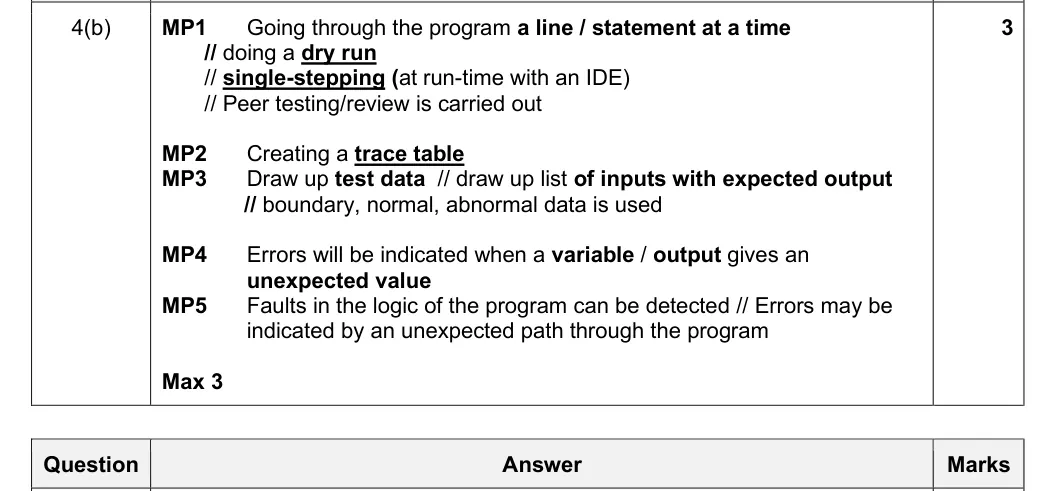 4(b) MP1 Going through the program a line / statement at a time 3
// doing a dry run
// single-stepping (at run-time with an IDE)
// Peer testing/review is carried out
MP2 Creating a trace table
MP3 Draw up test data // draw up list of inputs with expected output
// boundary, normal, abnormal data is used
MP4 Errors will be indicated when a variable / output gives an
unexpected value
MP5 Faults in the logic of the program can be detected // Errors may be
indicated by an unexpected path through the program
Max 3
Question Answer Marks